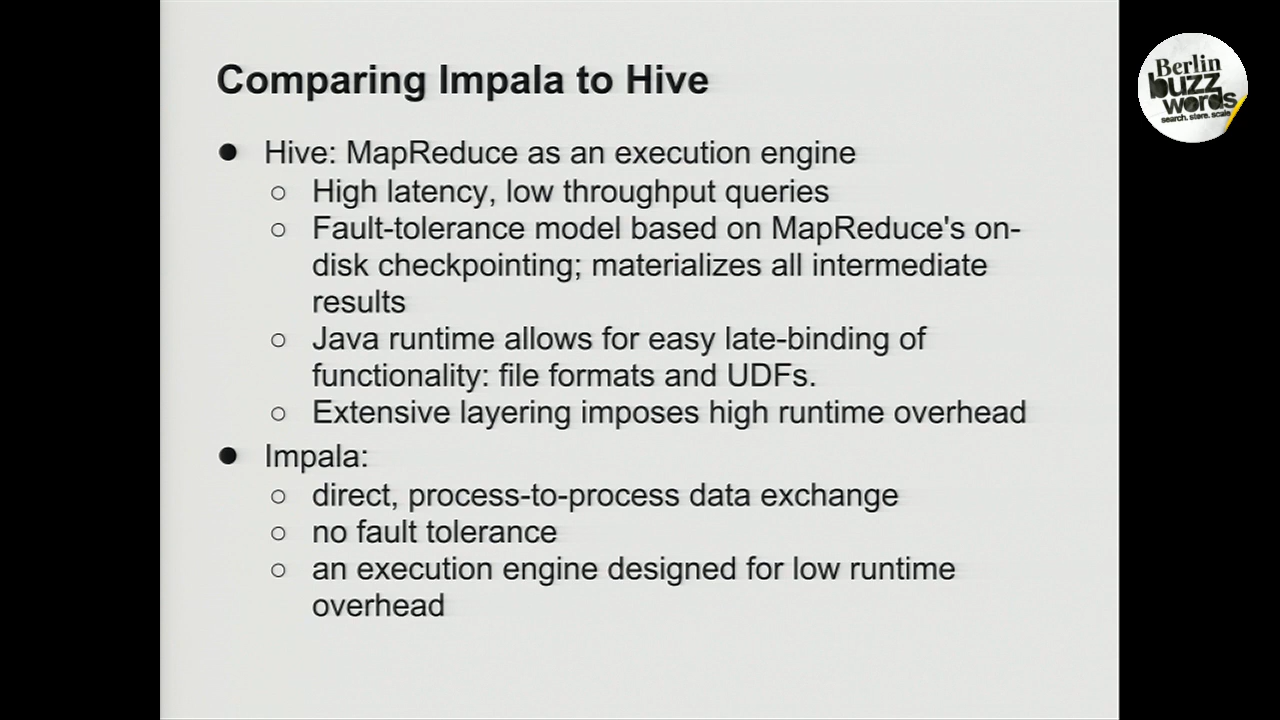 Comparing Impala to Hive
● Hive: MapReduce as an execution engine
○ High latency, low throughput queries
○ Fault-tolerance model based on MapReduce's on-
disk checkpointing; materializes all intermediate
results
○ Java runtime allows for easy late-binding of
functionality: file formats and UDFs.
○ Extensive layering imposes high runtime overhead
● Impala:
○ direct, process-to-process data exchange
○ no fault tolerance
○ an execution engine designed for low runtime
overhead
Berlin
buzz
words
search. store. scale